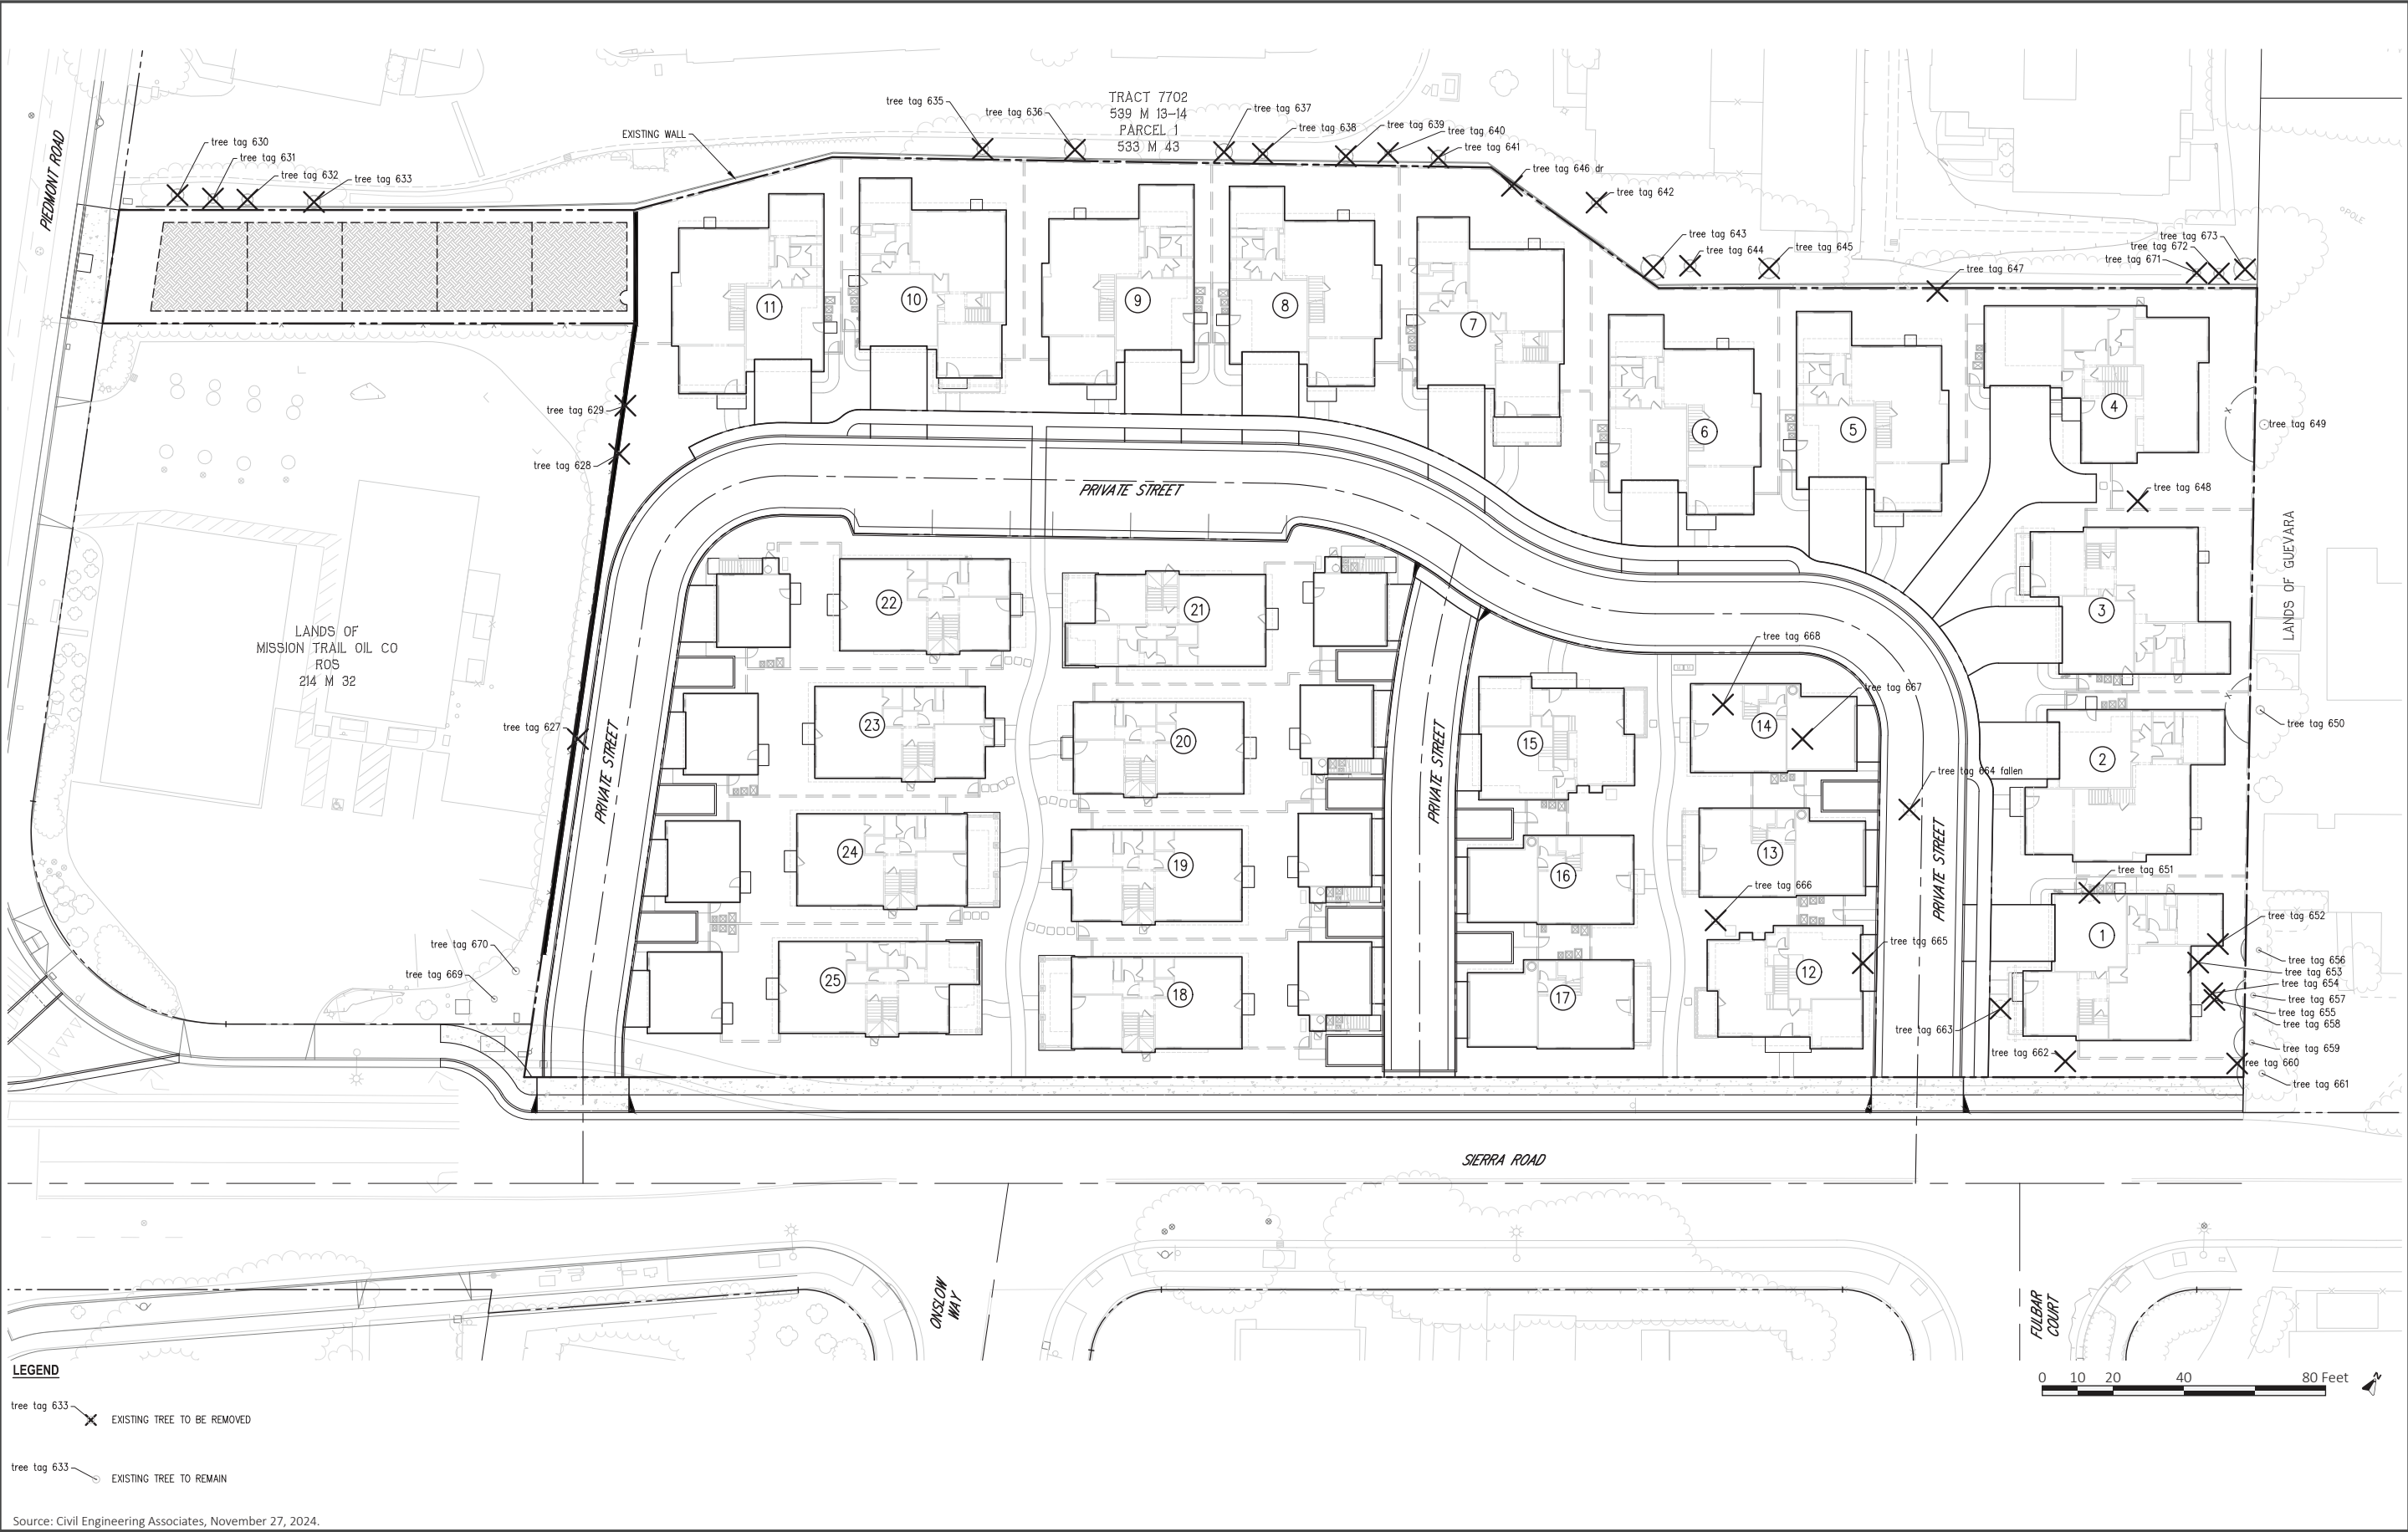 TRACT 7702
539 M 13-14
PARCEL 1
533 M 43
tree tag 635
tree tag 636
tree tag 637
tree tag 638
tree tag 639
tree tag 640
tree tag 641
EXISTING WALL
PIEDMONT ROAD
tree tag 630
tree tag 631
tree tag 632
tree tag 633
tree tag 646 dr
tree tag 642
POLE
tree tag 643
tree tag 644
tree tag 645
tree tag 673
tree tag 672
tree tag 671
tree tag 647
11
10
9
8
7
6
5
4
tree tag 629
tree tag 628
tree tag 649
tree tag 648
PRIVATE STREET
LANDS OF GUEVARA
22
21
3
LANDS OF
MISSION TRAIL OIL CO
ROS
214 M 32
tree tag 668
tree tag 667
tree tag 627
23
20
15
14
2
tree tag 650
PRIVATE STREET
PRIVATE STREET
tree tag 664 fallen
PRIVATE STREET
24
19
16
13
tree tag 651
tree tag 666
1
tree tag 652
tree tag 670
tree tag 669
tree tag 665
tree tag 656
tree tag 653
tree tag 654
tree tag 657
tree tag 655
tree tag 658
25
18
17
12
tree tag 663
tree tag 662
tree tag 659
tree tag 660
tree tag 661
SIERRA ROAD
ONSLOW
WAY
FULBAR
COURT
LEGEND
tree tag 633
EXISTING TREE TO BE REMOVED
tree tag 633
EXISTING TREE TO REMAIN
0 10 20 40 80 Feet
N
Source: Civil Engineering Associates, November 27, 2024.